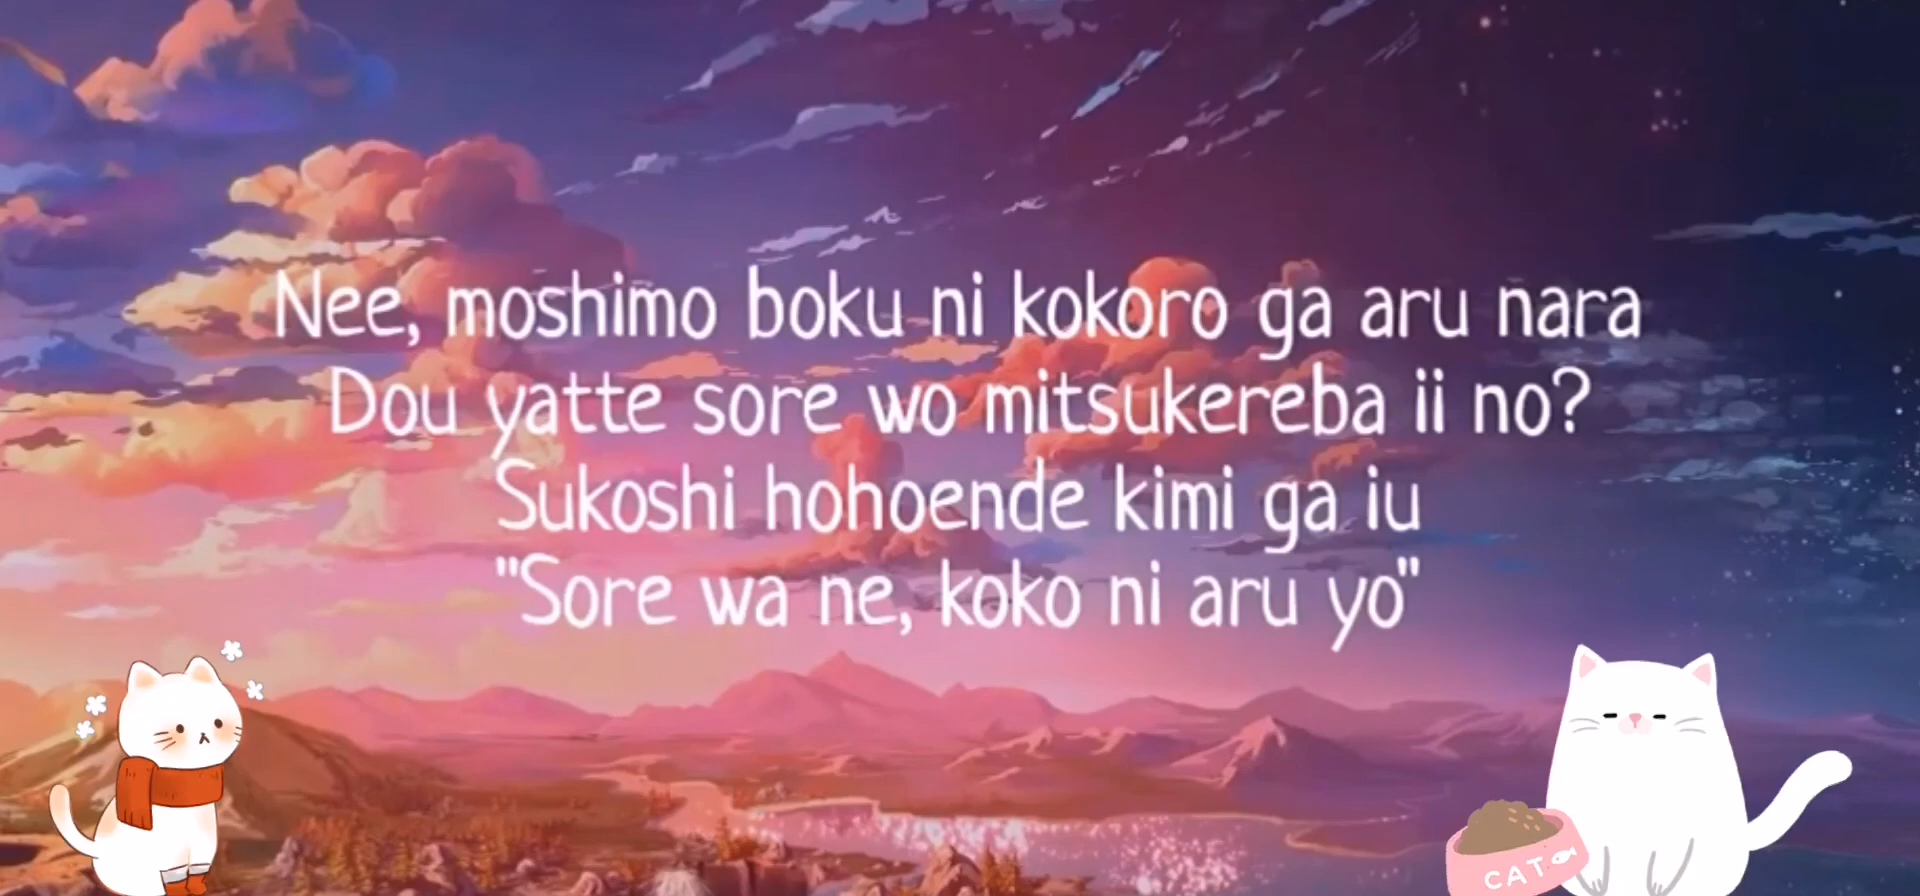 Nee, moshimo boku ni kokoro ga aru nara
Dou yatte sore wo mitsukereba ii no?
Sukoshi hohoende kimi ga iu
"Sore wa ne, koko ni aru yo"
CAT